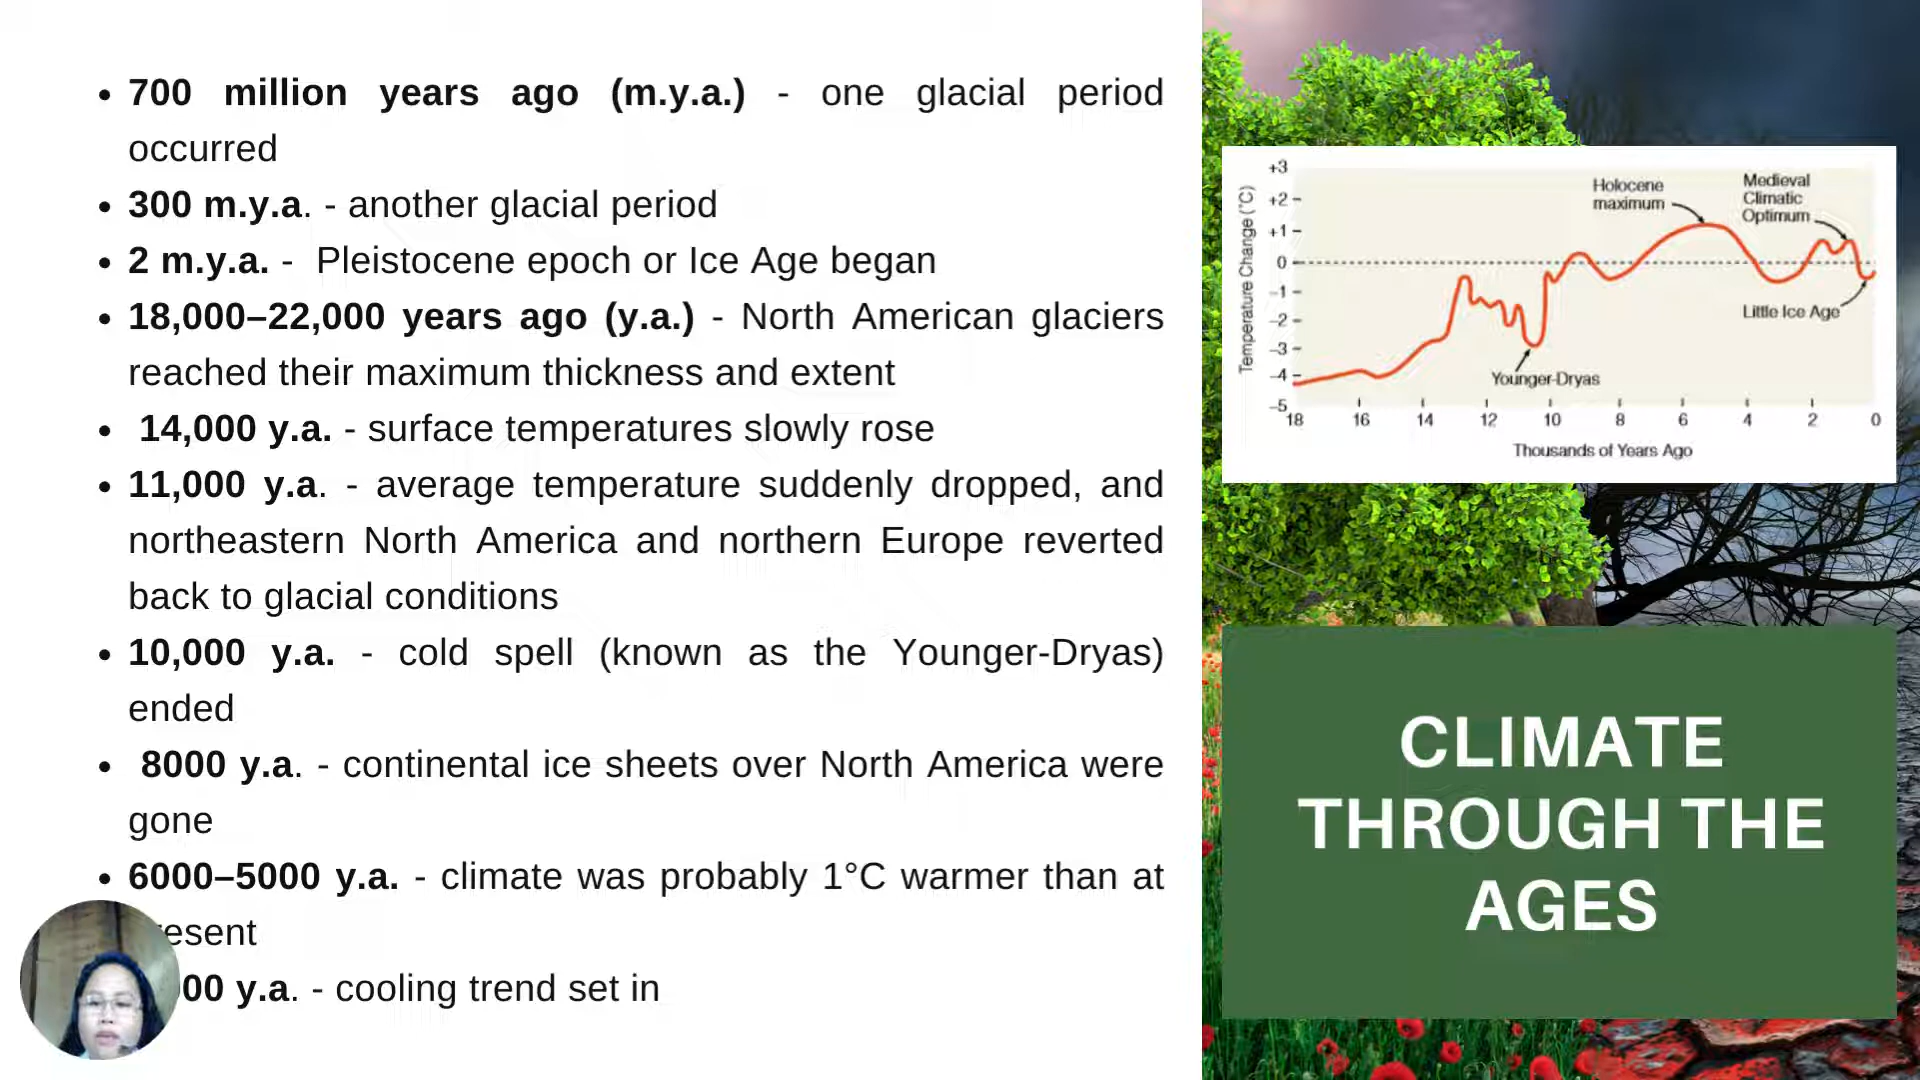 • 700 million years ago (m.y.a.) - one glacial period
occurred
• 300 m.y.a. - another glacial period
• 2 m.y.a. - Pleistocene epoch or Ice Age began
• 18,000–22,000 years ago (y.a.) - North American glaciers
reached their maximum thickness and extent
• 14,000 y.a. - surface temperatures slowly rose
• 11,000 y.a. - average temperature suddenly dropped, and
northeastern North America and northern Europe reverted
back to glacial conditions
• 10,000 y.a. - cold spell (known as the Younger-Dryas)
ended
• 8000 y.a. - continental ice sheets over North America were
gone
• 6000–5000 y.a. - climate was probably 1°C warmer than at
esent
00 y.a. - cooling trend set in
Temperature Change (°C)
+3
+2
+1
0
-1
-2
-3
-4
-5
Holocene
maximum
Medieval
Climatic
Optimum
Little Ice Age
Younger-Dryas
18 16 14 12 10 8 6 4 2 0
Thousands of Years Ago
CLIMATE
THROUGH THE
AGES